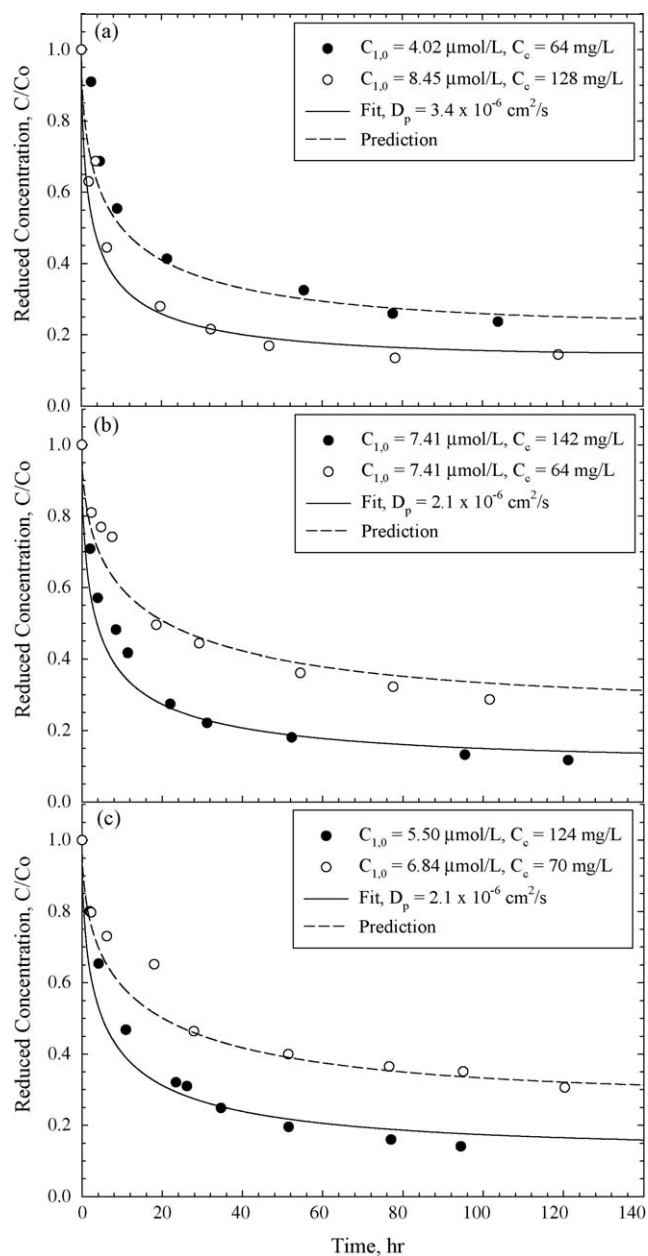 (a)
C₁,₀ = 4.02 µmol/L, C꜀ = 64 mg/L
C₁,₀ = 8.45 µmol/L, C꜀ = 128 mg/L
Fit, Dₚ = 3.4 x 10⁻⁶ cm²/s
Prediction
Reduced Concentration, C/Co
1.0
0.8
0.6
0.4
0.2
0.0
(b)
C₁,₀ = 7.41 µmol/L, C꜀ = 142 mg/L
C₁,₀ = 7.41 µmol/L, C꜀ = 64 mg/L
Fit, Dₚ = 2.1 x 10⁻⁶ cm²/s
Prediction
Reduced Concentration, C/Co
1.0
0.8
0.6
0.4
0.2
0.0
(c)
C₁,₀ = 5.50 µmol/L, C꜀ = 124 mg/L
C₁,₀ = 6.84 µmol/L, C꜀ = 70 mg/L
Fit, Dₚ = 2.1 x 10⁻⁶ cm²/s
Prediction
Reduced Concentration, C/Co
1.0
0.8
0.6
0.4
0.2
0.0
0 20 40 60 80 100 120 140
Time, hr